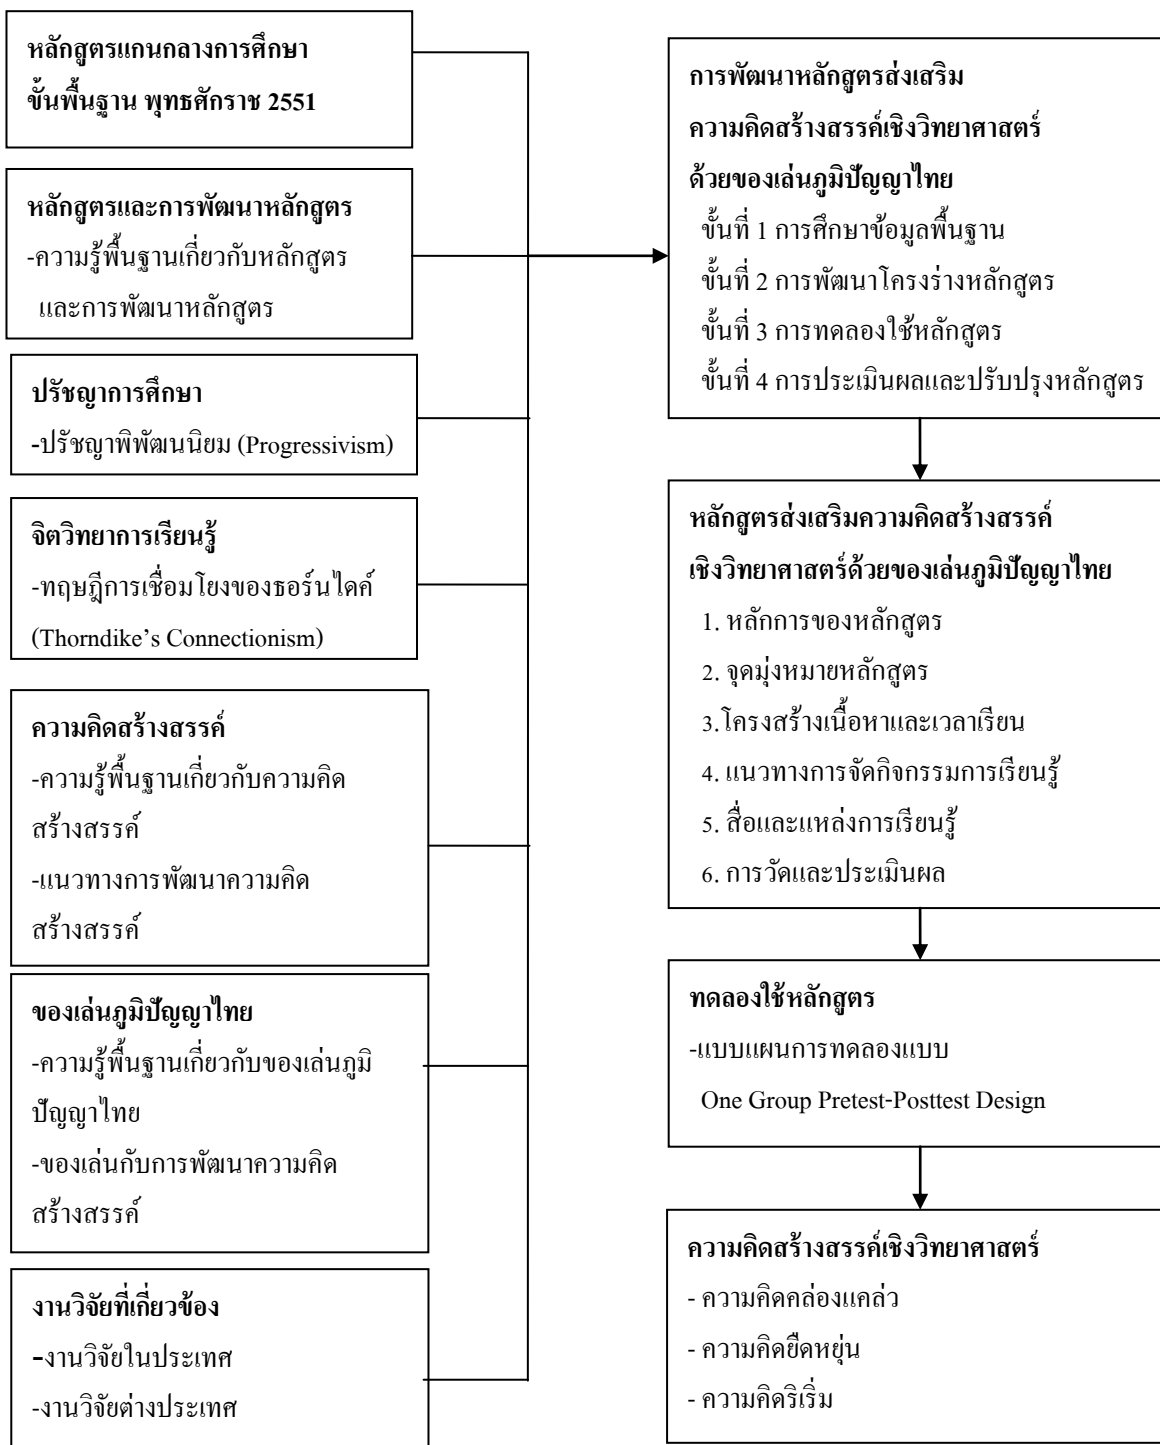 หลักสูตรแกนกลางการศึกษา
ขั้นพื้นฐาน พุทธศักราช 2551
หลักสูตรและการพัฒนาหลักสูตร
-ความรู้พื้นฐานเกี่ยวกับหลักสูตร
และการพัฒนาหลักสูตร
ปรัชญาการศึกษา
-ปรัชญาพิพัฒนนิยม (Progressivism)
จิตวิทยาการเรียนรู้
-ทฤษฎีการเชื่อมโยงของธอร์นไดค์
(Thorndike’s Connectionism)
ความคิดสร้างสรรค์
-ความรู้พื้นฐานเกี่ยวกับความคิด
สร้างสรรค์
-แนวทางการพัฒนาความคิด
สร้างสรรค์
ของเล่นภูมิปัญญาไทย
-ความรู้พื้นฐานเกี่ยวกับของเล่นภูมิ
ปัญญาไทย
-ของเล่นกับการพัฒนาความคิด
สร้างสรรค์
งานวิจัยที่เกี่ยวข้อง
-งานวิจัยในประเทศ
-งานวิจัยต่างประเทศ
การพัฒนาหลักสูตรส่งเสริม
ความคิดสร้างสรรค์เชิงวิทยาศาสตร์
ด้วยของเล่นภูมิปัญญาไทย
ขั้นที่ 1 การศึกษาข้อมูลพื้นฐาน
ขั้นที่ 2 การพัฒนาโครงร่างหลักสูตร
ขั้นที่ 3 การทดลองใช้หลักสูตร
ขั้นที่ 4 การประเมินผลและปรับปรุงหลักสูตร
หลักสูตรส่งเสริมความคิดสร้างสรรค์
เชิงวิทยาศาสตร์ด้วยของเล่นภูมิปัญญาไทย
1. หลักการของหลักสูตร
2. จุดมุ่งหมายหลักสูตร
3.โครงสร้างเนื้อหาและเวลาเรียน
4. แนวทางการจัดกิจกรรมการเรียนรู้
5. สื่อและแหล่งการเรียนรู้
6. การวัดและประเมินผล
ทดลองใช้หลักสูตร
-แบบแผนการทดลองแบบ
One Group Pretest-Posttest Design
ความคิดสร้างสรรค์เชิงวิทยาศาสตร์
- ความคิดคล่องแคล่ว
- ความคิดยืดหยุ่น
- ความคิดริเริ่ม